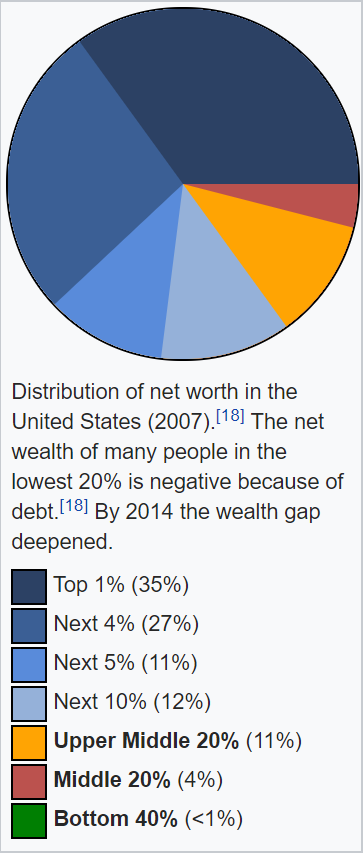 Distribution of net worth in the
United States (2007).[18] The net
wealth of many people in the
lowest 20% is negative because of
debt.[18] By 2014 the wealth gap
deepened.
Top 1% (35%)
Next 4% (27%)
Next 5% (11%)
Next 10% (12%)
Upper Middle 20% (11%)
Middle 20% (4%)
Bottom 40% (<1%)